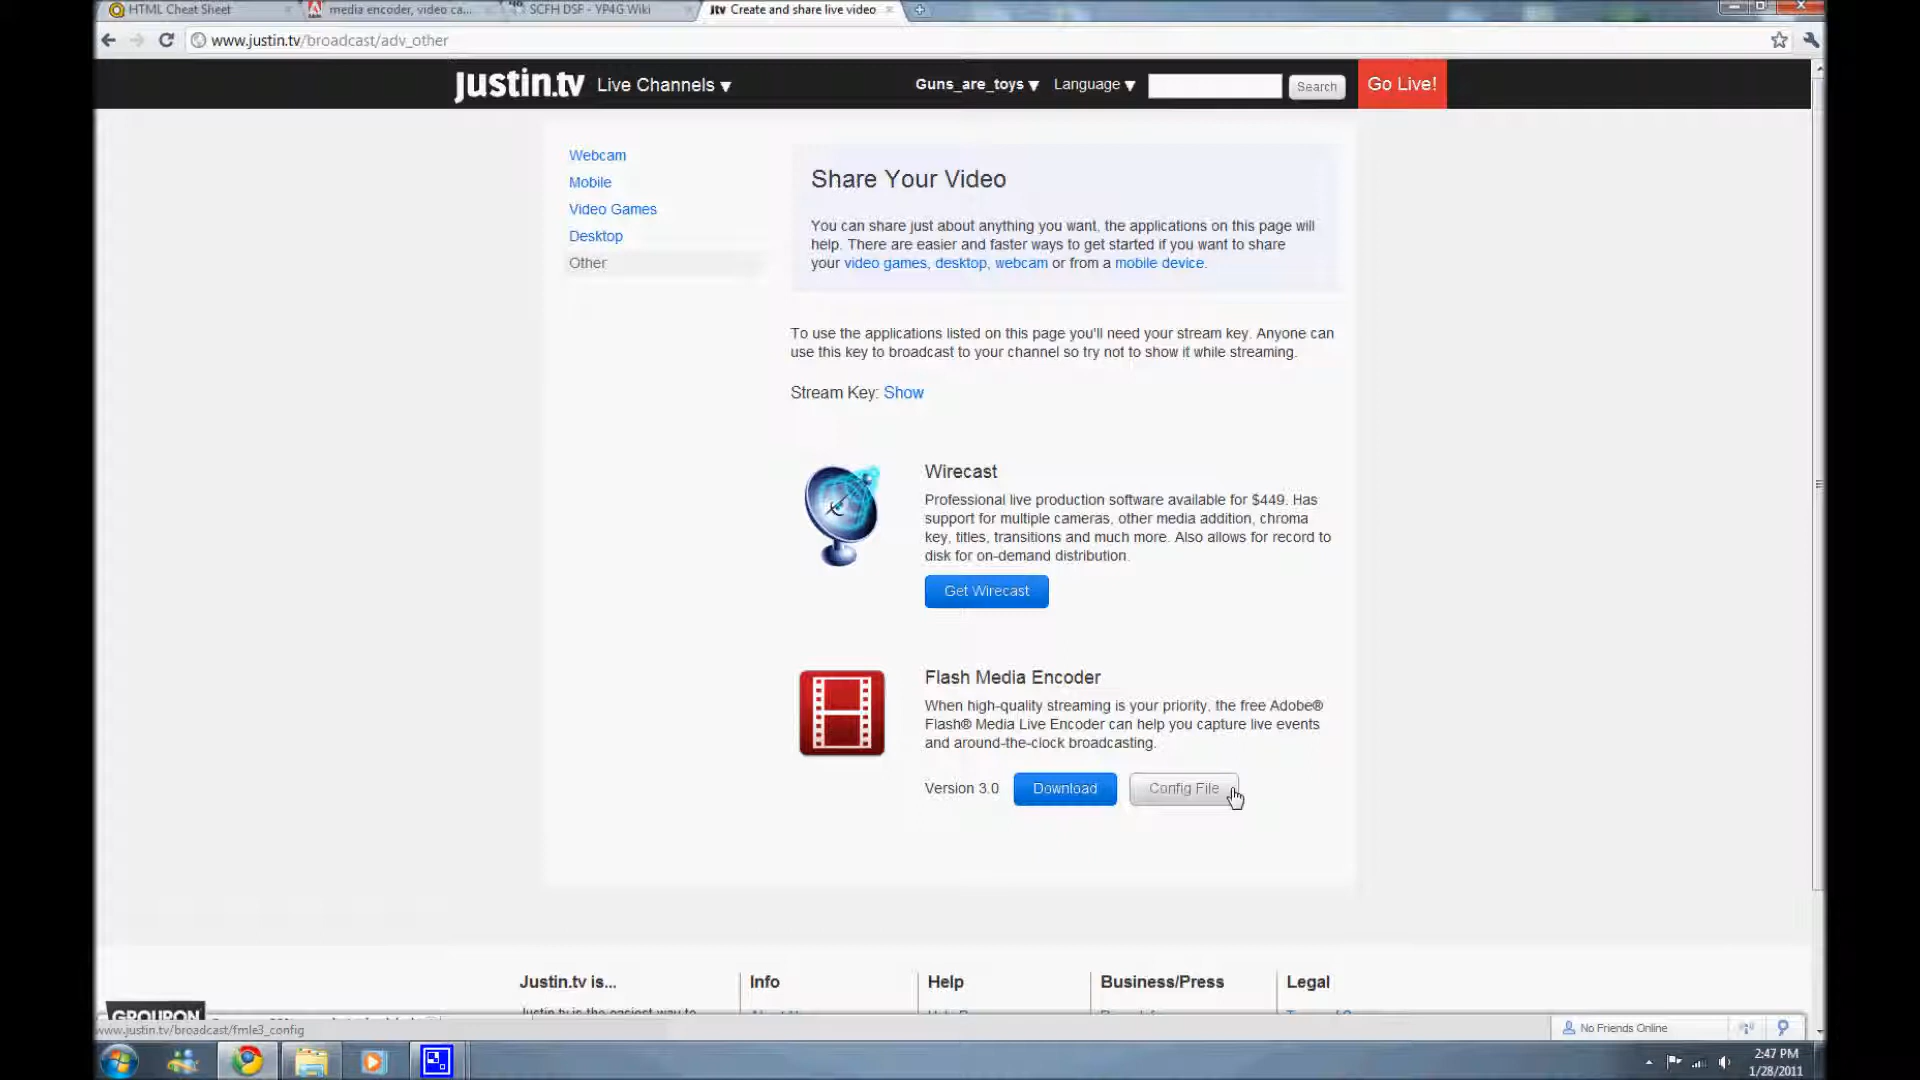 HTML Cheat Sheet
media encoder, video ca...
SCFH DSF - YP4G Wiki
Jtv Create and share live video
www.justin.tv/broadcast/adv_other
Justin.tv Live Channels ▼
Guns_are_toys ▼ Language ▼ Search Go Live!
Webcam
Mobile
Video Games
Desktop
Other
Share Your Video
You can share just about anything you want, the applications on this page will
help. There are easier and faster ways to get started if you want to share
your video games, desktop, webcam or from a mobile device.
To use the applications listed on this page you'll need your stream key. Anyone can
use this key to broadcast to your channel so try not to show it while streaming.
Stream Key: Show
Wirecast
Professional live production software available for $449. Has
support for multiple cameras, other media addition, chroma
key, titles, transitions and much more. Also allows for record to
disk for on-demand distribution.
Get Wirecast
Flash Media Encoder
When high-quality streaming is your priority, the free Adobe®
Flash® Media Live Encoder can help you capture live events
and around-the-clock broadcasting.
Version 3.0 Download Config File
Justin.tv is...
Info
Help
Business/Press
Legal
Justin.tv is the easiest way to
GROUPON
www.justin.tv/broadcast/fmle3_config
No Friends Online
2:47 PM
1/28/2011